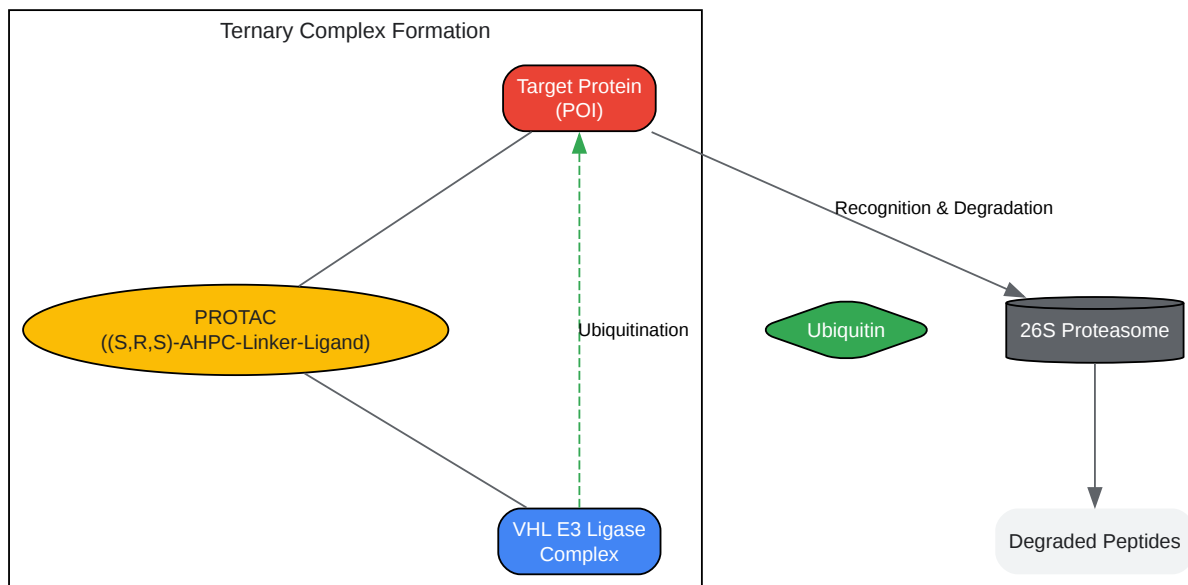 Ternary Complex Formation
Target Protein
(POI)
Recognition & Degradation
PROTAC
((S,R,S)-AHPC-Linker-Ligand)
Ubiquitination
Ubiquitin
26S Proteasome
VHL E3 Ligase
Complex
Degraded Peptides